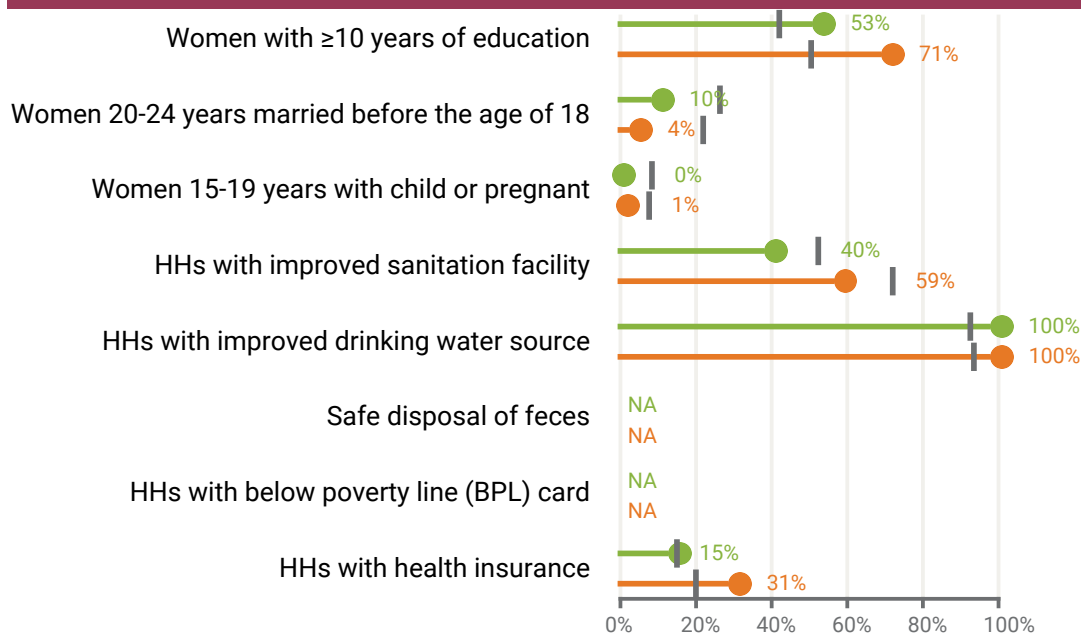 Women with ≥10 years of education
53%
71%
Women 20-24 years married before the age of 18
10%
4%
Women 15-19 years with child or pregnant
0%
1%
HHs with improved sanitation facility
40%
59%
HHs with improved drinking water source
100%
100%
Safe disposal of feces
NA
NA
HHs with below poverty line (BPL) card
NA
NA
HHs with health insurance
15%
31%
0% 20% 40% 60% 80% 100%